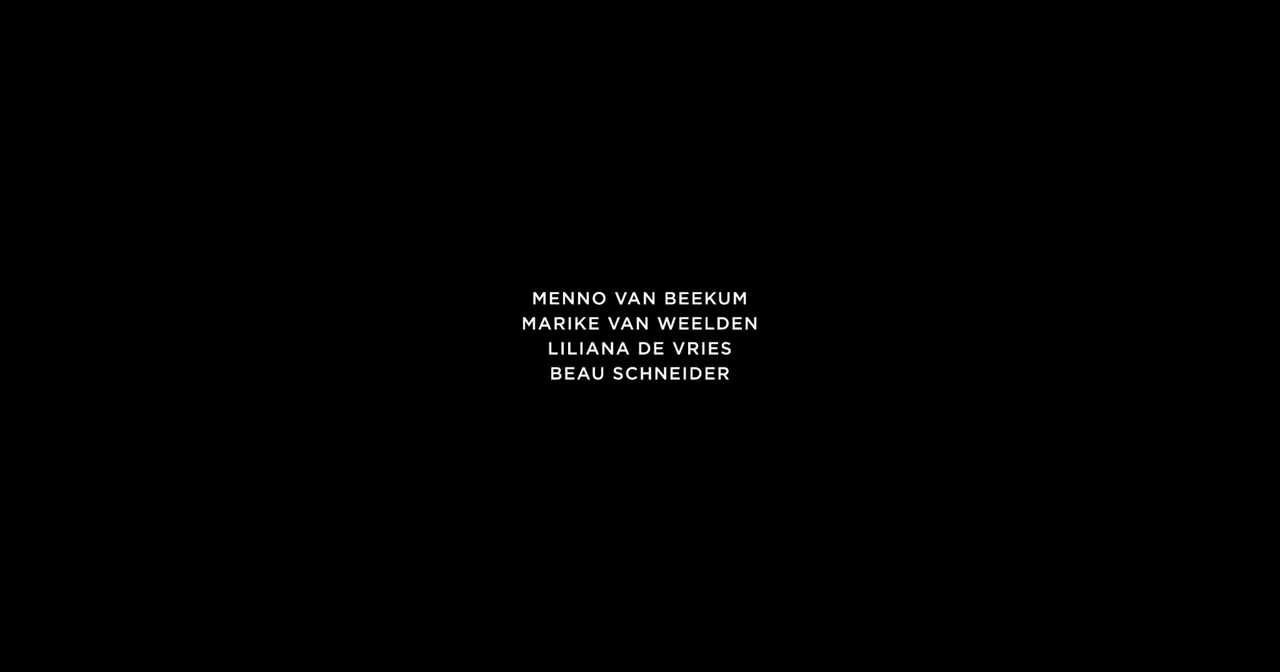 MENNO VAN BEEKUM
MARIKE VAN WEELDEN
LILIANA DE VRIES
BEAU SCHNEIDER